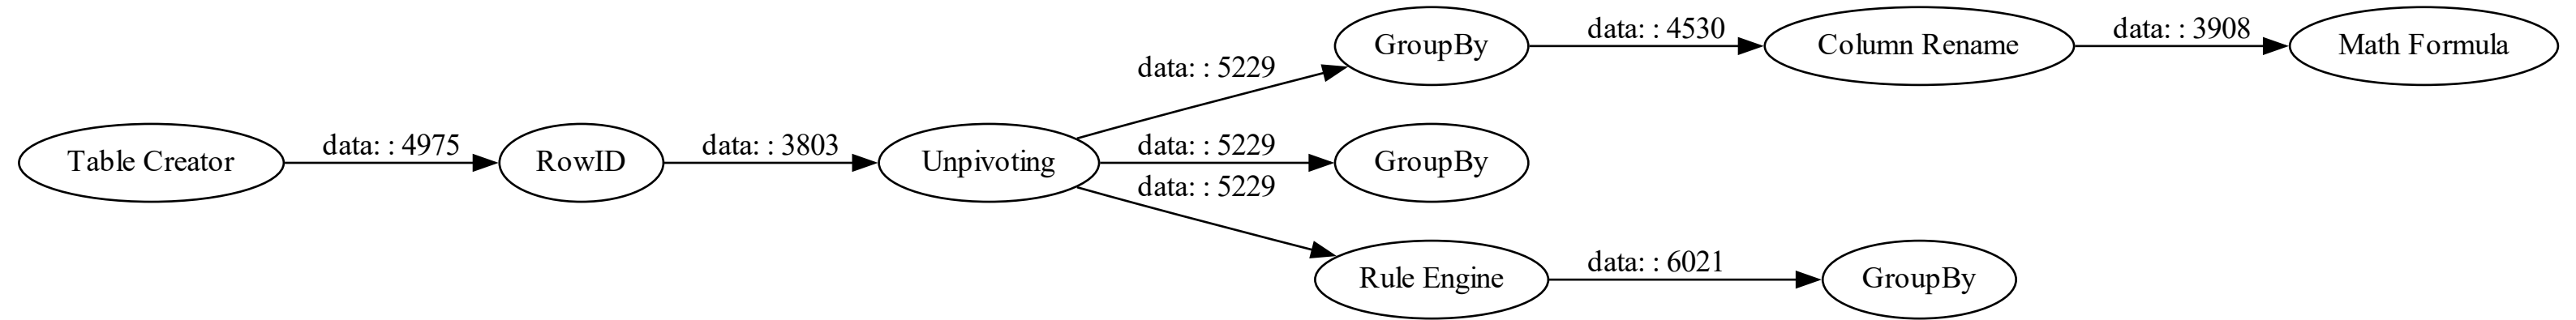 GroupBy
data: : 4530
Column Rename
data: : 3908
Math Formula
data: : 5229
Table Creator
data: : 4975
RowID
data: : 3803
Unpivoting
data: : 5229
GroupBy
data: : 5229
Rule Engine
data: : 6021
GroupBy